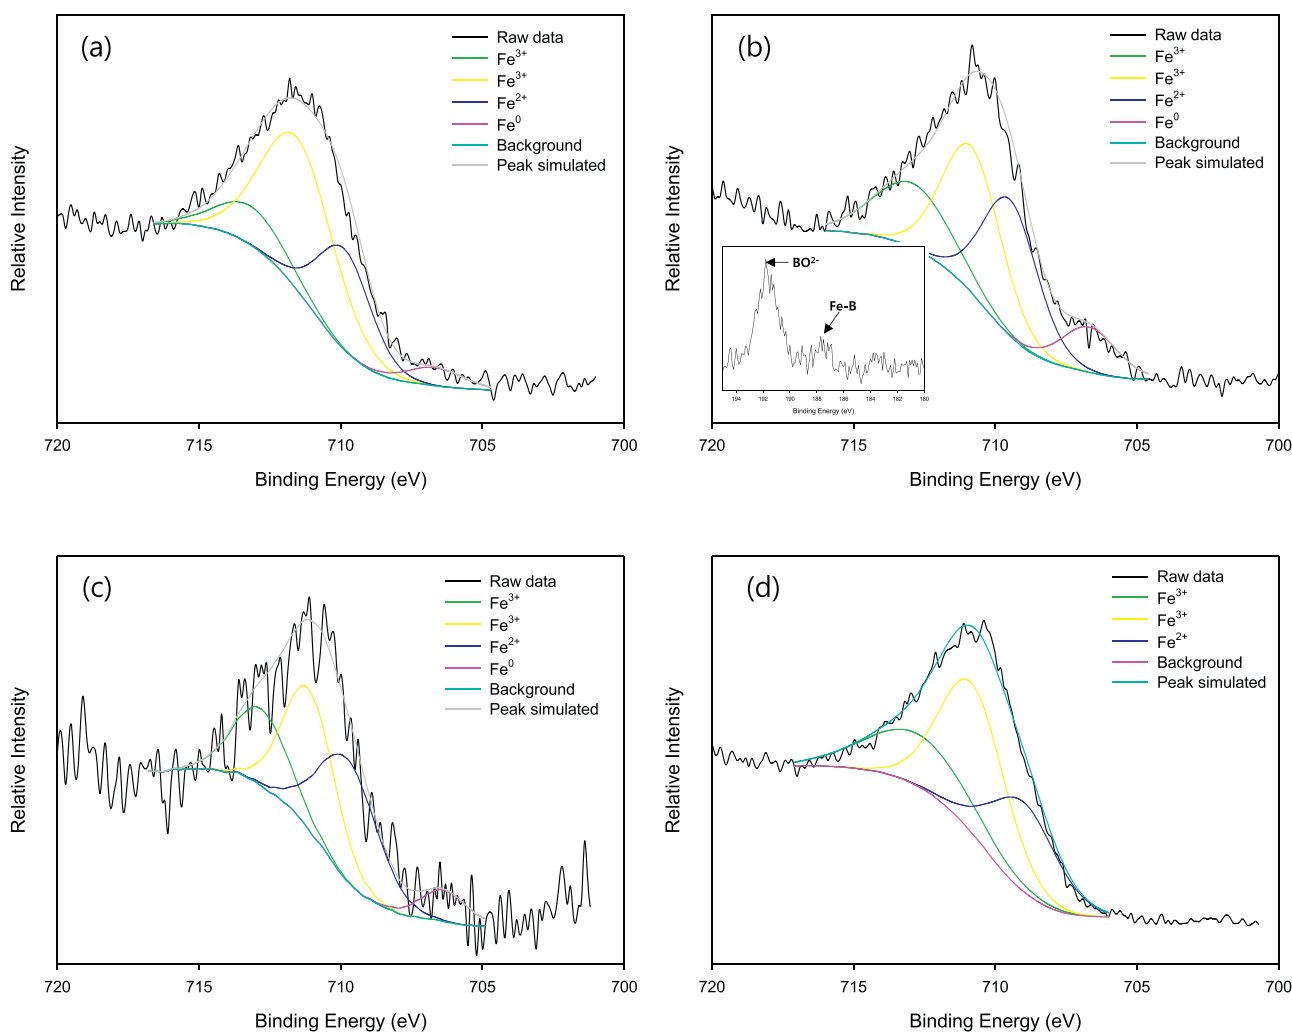 (a)
Raw data
Fe³⁺
Fe³⁺
Fe²⁺
Fe⁰
Background
Peak simulated
Relative Intensity
720 715 710 705 700
Binding Energy (eV)
(b)
Raw data
Fe³⁺
Fe³⁺
Fe²⁺
Fe⁰
Background
Peak simulated
Relative Intensity
BO²⁻
Fe-B
194 192 190 188 186 184 182 180
Binding Energy (eV)
720 715 710 705 700
Binding Energy (eV)
(c)
Raw data
Fe³⁺
Fe³⁺
Fe²⁺
Fe⁰
Background
Peak simulated
Relative Intensity
720 715 710 705 700
Binding Energy (eV)
(d)
Raw data
Fe³⁺
Fe³⁺
Fe²⁺
Background
Peak simulated
Relative Intensity
720 715 710 705 700
Binding Energy (eV)